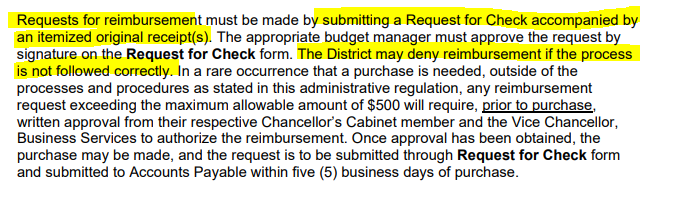 Requests for reimbursement must be made by submitting a Request for Check accompanied by
an itemized original receipt(s). The appropriate budget manager must approve the request by
signature on the Request for Check form. The District may deny reimbursement if the process
is not followed correctly. In a rare occurrence that a purchase is needed, outside of the
processes and procedures as stated in this administrative regulation, any reimbursement
request exceeding the maximum allowable amount of $500 will require, prior to purchase,
written approval from their respective Chancellor's Cabinet member and the Vice Chancellor,
Business Services to authorize the reimbursement. Once approval has been obtained, the
purchase may be made, and the request is to be submitted through Request for Check form
and submitted to Accounts Payable within five (5) business days of purchase.